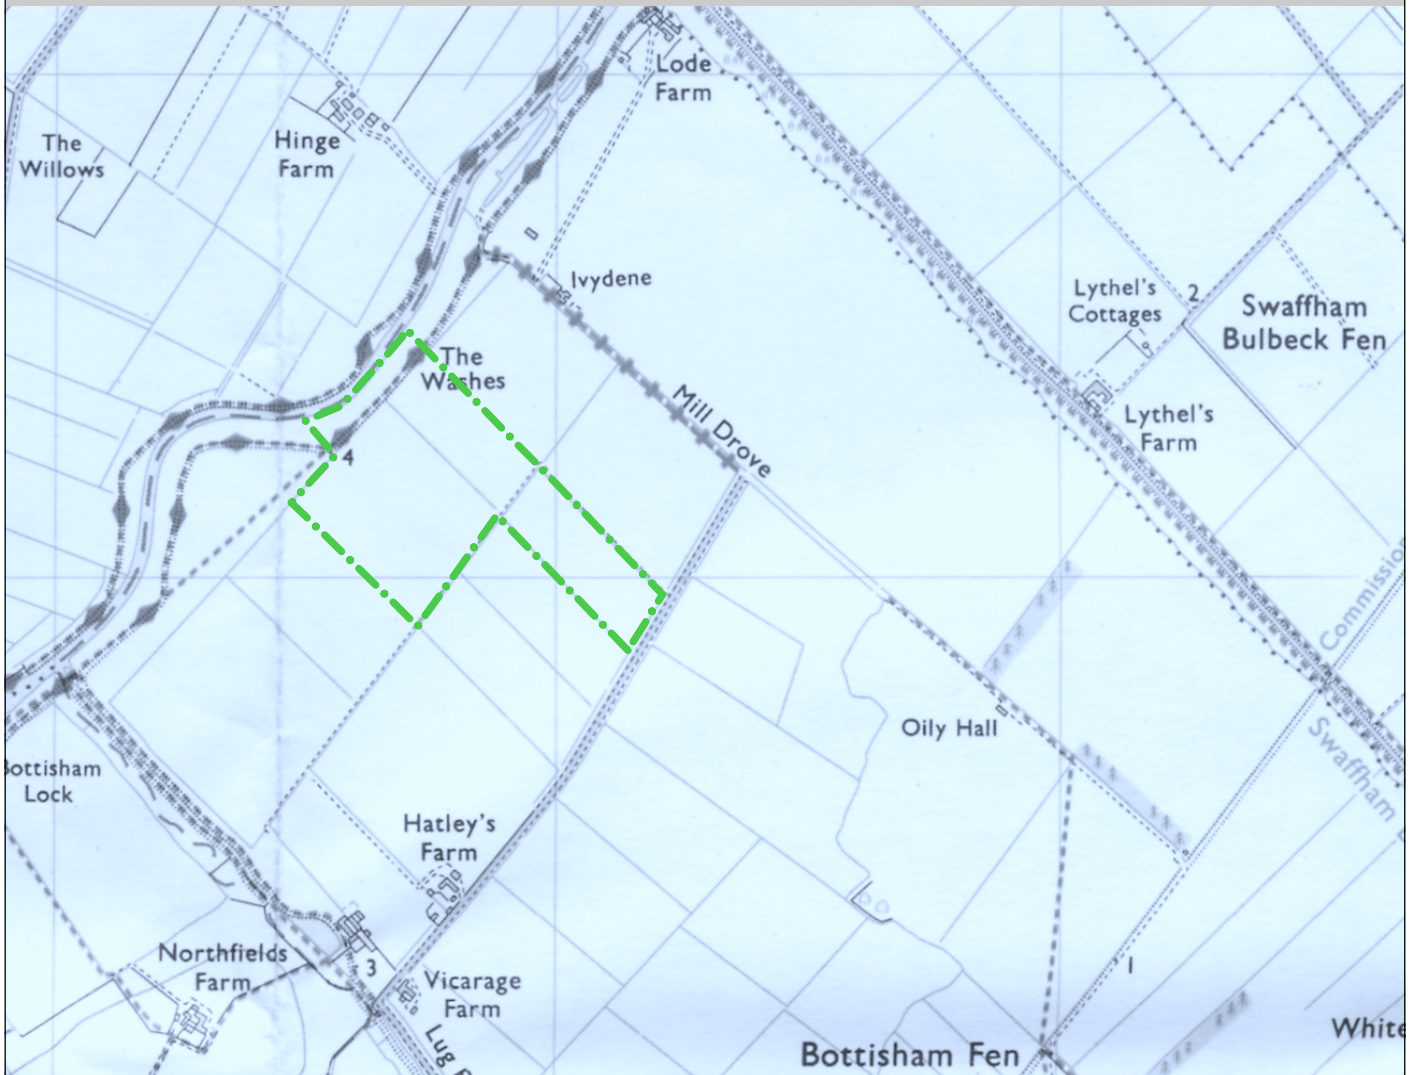 Lode
Farm
The
Willows
Hinge
Farm
Ivydene
Lythel's
Cottages
2
Swaffham
Bulbeck Fen
The
Washes
Mill Drove
Lythel's
Farm
4
Commission
Oily Hall
Swaffham
Bottisham
Lock
Hatley's
Farm
Northfields
Farm
3
Vicarage
Farm
1
Lug
White
Bottisham Fen